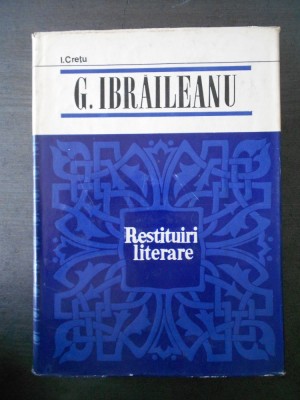 I. Crețu
G. IBRĂILEANU
Restituiri
literare